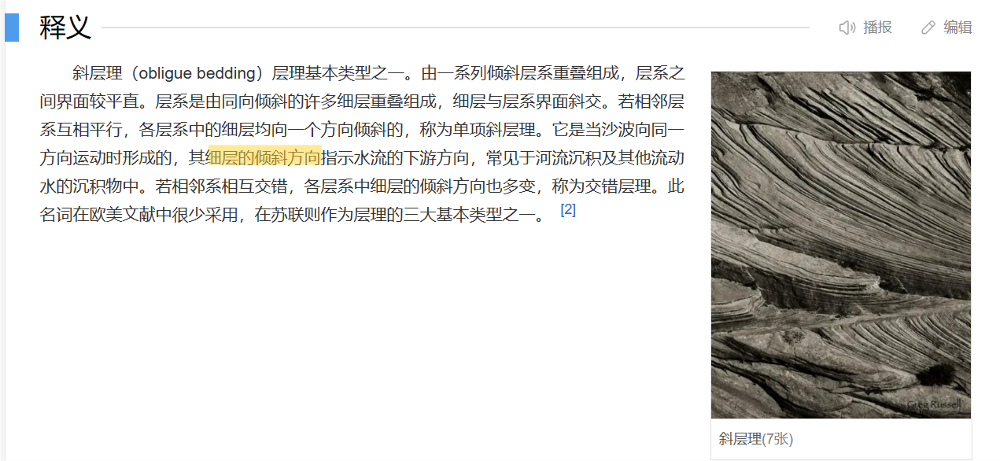 释义
播报
编辑
斜层理（obligue bedding）层理基本类型之一。由一系列倾斜层系重叠组成，层系之
间界面较平直。层系是由同向倾斜的许多细层重叠组成，细层与层系界面斜交。若相邻层
系互相平行，各层系中的细层均向一个方向倾斜的，称为单项斜层理。它是当沙波向同一
方向运动时形成的，其细层的倾斜方向指示水流的下游方向，常见于河流沉积及其他流动
水的沉积物中。若相邻系相互交错，各层系中细层的倾斜方向也多变，称为交错层理。此
名词在欧美文献中很少采用，在苏联则作为层理的三大基本类型之一。 [2]
Greg Russell
斜层理(7张)